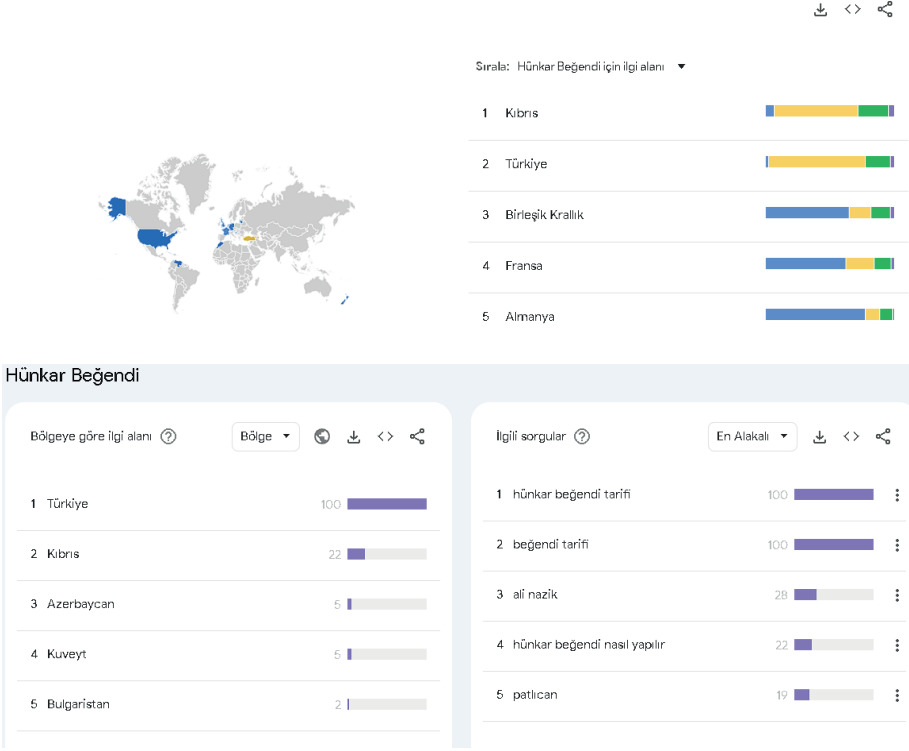 Sırala: Hünkar Beğendi için ilgi alanı
1 Kıbrıs
2 Türkiye
3 Birleşik Krallık
4 Fransa
5 Almanya
Hünkar Beğendi
Bölgeye göre ilgi alanı ? Bölge
1 Türkiye 100
2 Kıbrıs 22
3 Azerbaycan 5
4 Kuveyt 5
5 Bulgaristan 2
İlgili sorgular ? En Alakalı
1 hünkar beğendi tarifi 100
2 beğendi tarifi 100
3 ali nazik 28
4 hünkar beğendi nasıl yapılır 22
5 patlıcan 19